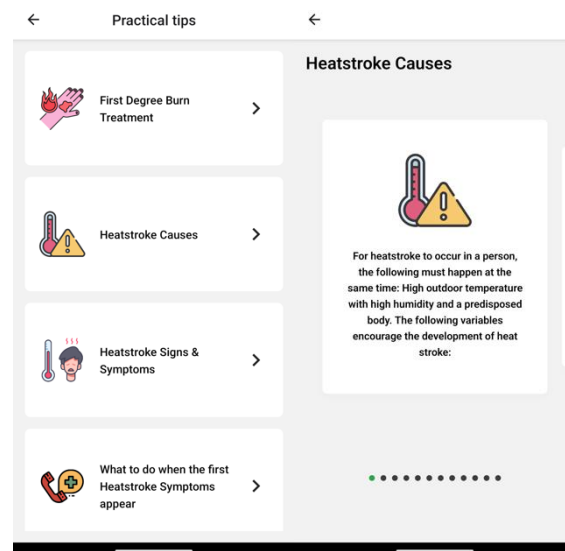 Practical tips
First Degree Burn
Treatment
Heatstroke Causes
Heatstroke Signs &
Symptoms
What to do when the first
Heatstroke Symptoms
appear
Heatstroke Causes
For heatstroke to occur in a person,
the following must happen at the
same time: High outdoor temperature
with high humidity and a predisposed
body. The following variables
encourage the development of heat
stroke: